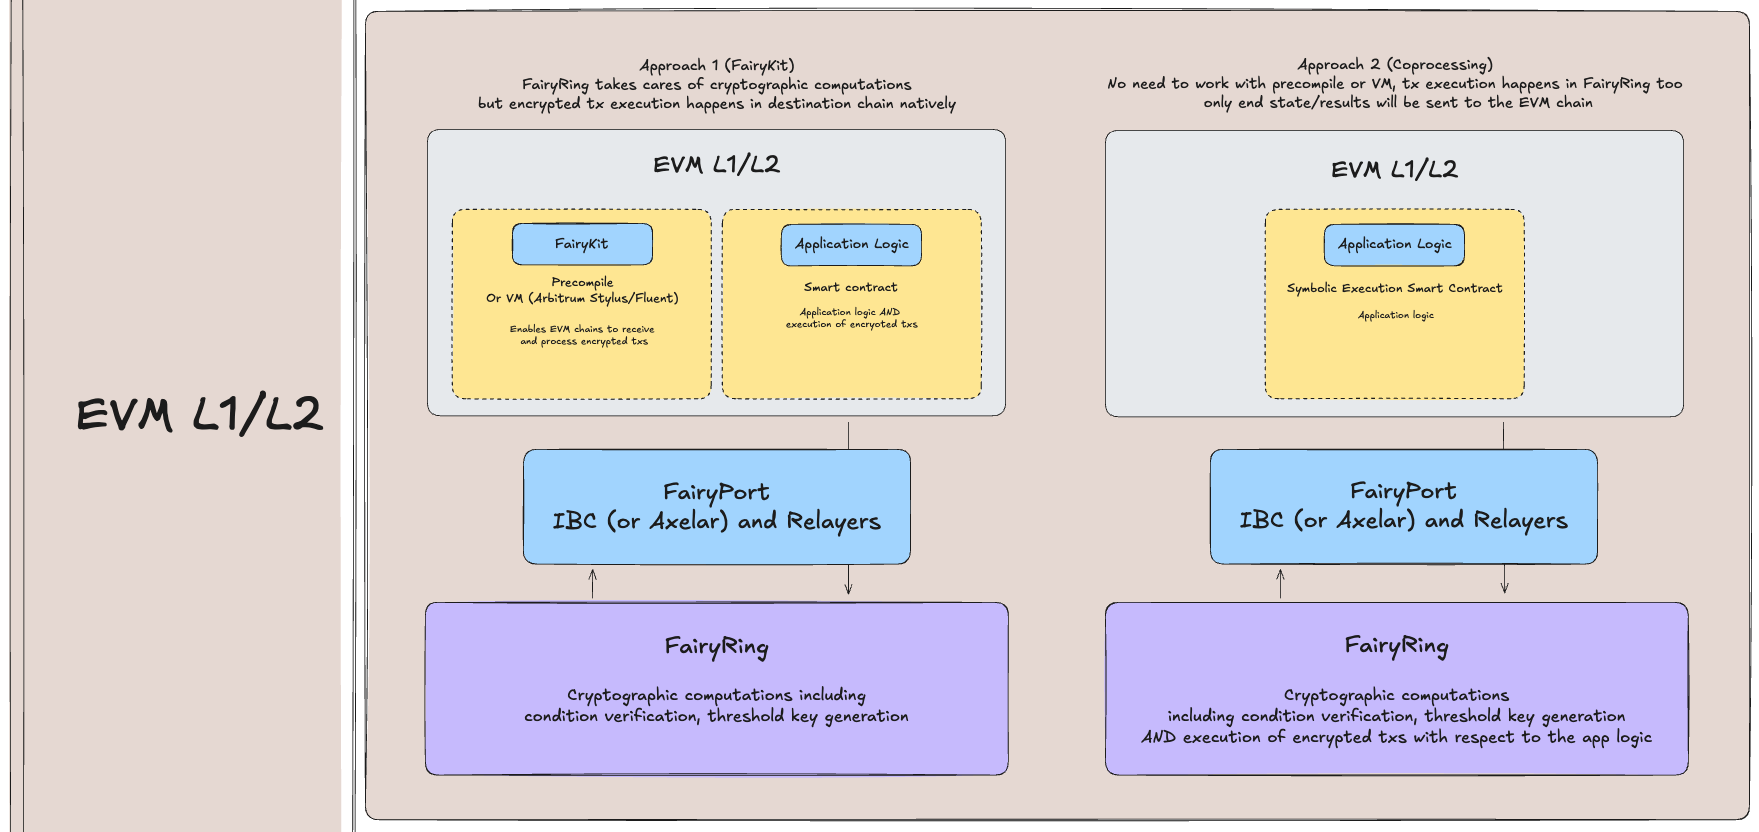 EVM L1/L2
Approach 1 (FairyKit)
FairyRing takes cares of cryptographic computations
but encrypted tx execution happens in destination chain natively
EVM L1/L2
FairyKit
Precompile
Or VM (Arbitrum Stylus/Fluent)
Enables EVM chains to receive
and process encrypted txs
Application Logic
Smart contract
Application logic AND
execution of encryoted txs
FairyPort
IBC (or Axelar) and Relayers
FairyRing
Cryptographic computations including
condition verification, threshold key generation
Approach 2 (Coprocessing)
No need to work with precompile or VM, tx execution happens in FairyRing too
only end state/results will be sent to the EVM chain
EVM L1/L2
Application Logic
Symbolic Execution Smart Contract
Application logic
FairyPort
IBC (or Axelar) and Relayers
FairyRing
Cryptographic computations
including condition verification, threshold key generation
AND execution of encrypted txs with respect to the app logic